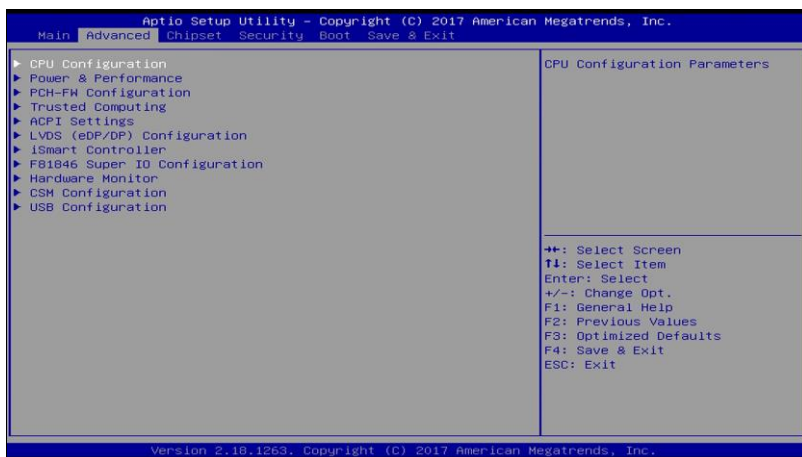 Aptio Setup Utility – Copyright (C) 2017 American Megatrends, Inc.
Main Advanced Chipset Security Boot Save & Exit
▶ CPU Configuration
▶ Power & Performance
▶ PCH-FW Configuration
▶ Trusted Computing
▶ ACPI Settings
▶ LVDS (eDP/DP) Configuration
▶ iSmart Controller
▶ F81846 Super IO Configuration
▶ Hardware Monitor
▶ CSM Configuration
▶ USB Configuration
CPU Configuration Parameters
→←: Select Screen
↑↓: Select Item
Enter: Select
+/-: Change Opt.
F1: General Help
F2: Previous Values
F3: Optimized Defaults
F4: Save & Exit
ESC: Exit
Version 2.18.1263. Copyright (C) 2017 American Megatrends, Inc.